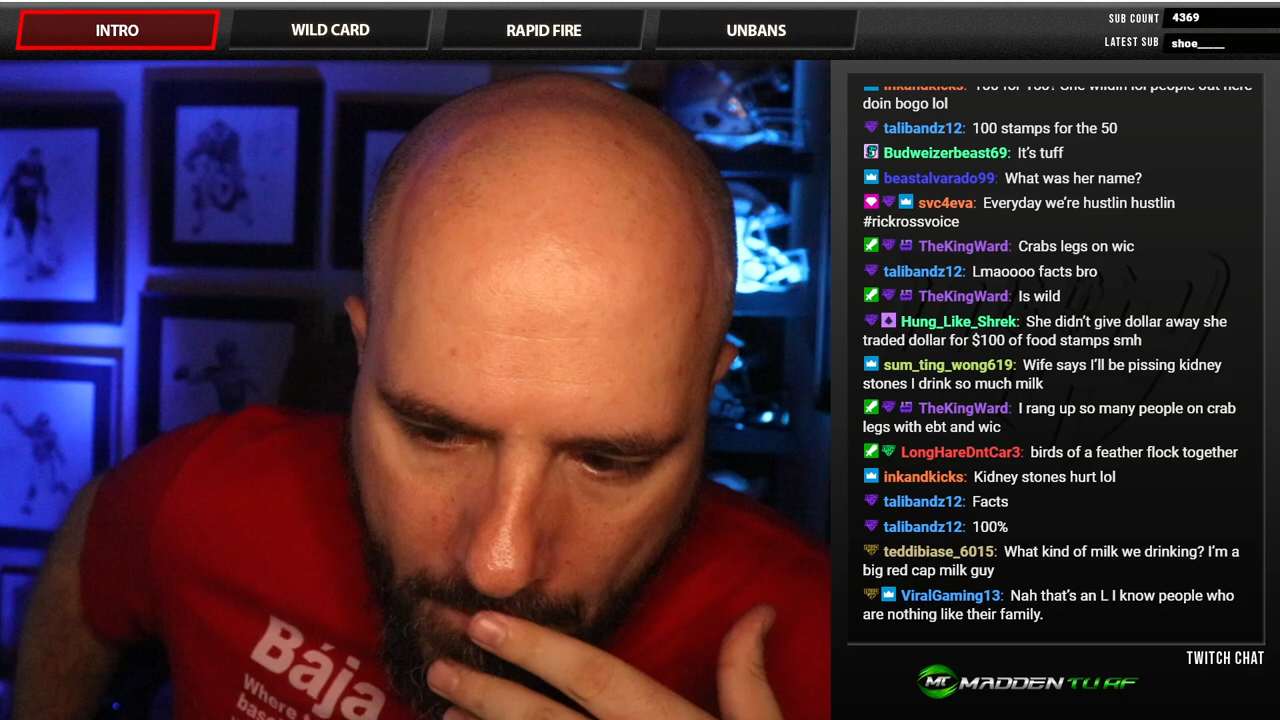 INTRO
WILD CARD
RAPID FIRE
UNBANS
SUB COUNT 4369
LATEST SUB shoe_____
doin bogo lol
talibandz12: 100 stamps for the 50
Budweizerbeast69: It's tuff
beastalvarado99: What was her name?
svc4eva: Everyday we're hustlin hustlin
#rickrossvoice
TheKingWard: Crabs legs on wic
talibandz12: Lmaoooo facts bro
TheKingWard: Is wild
Hung_Like_Shrek: She didn't give dollar away she
traded dollar for $100 of food stamps smh
sum_ting_wong619: Wife says I'll be pissing kidney
stones I drink so much milk
TheKingWard: I rang up so many people on crab
legs with ebt and wic
LongHareDntCar3: birds of a feather flock together
inkandkicks: Kidney stones hurt lol
talibandz12: Facts
talibandz12: 100%
teddibiase_6015: What kind of milk we drinking? I'm a
big red cap milk guy
ViralGaming13: Nah that's an L I know people who
are nothing like their family.
TWITCH CHAT
MT MADDEN TURF
Bája
Where